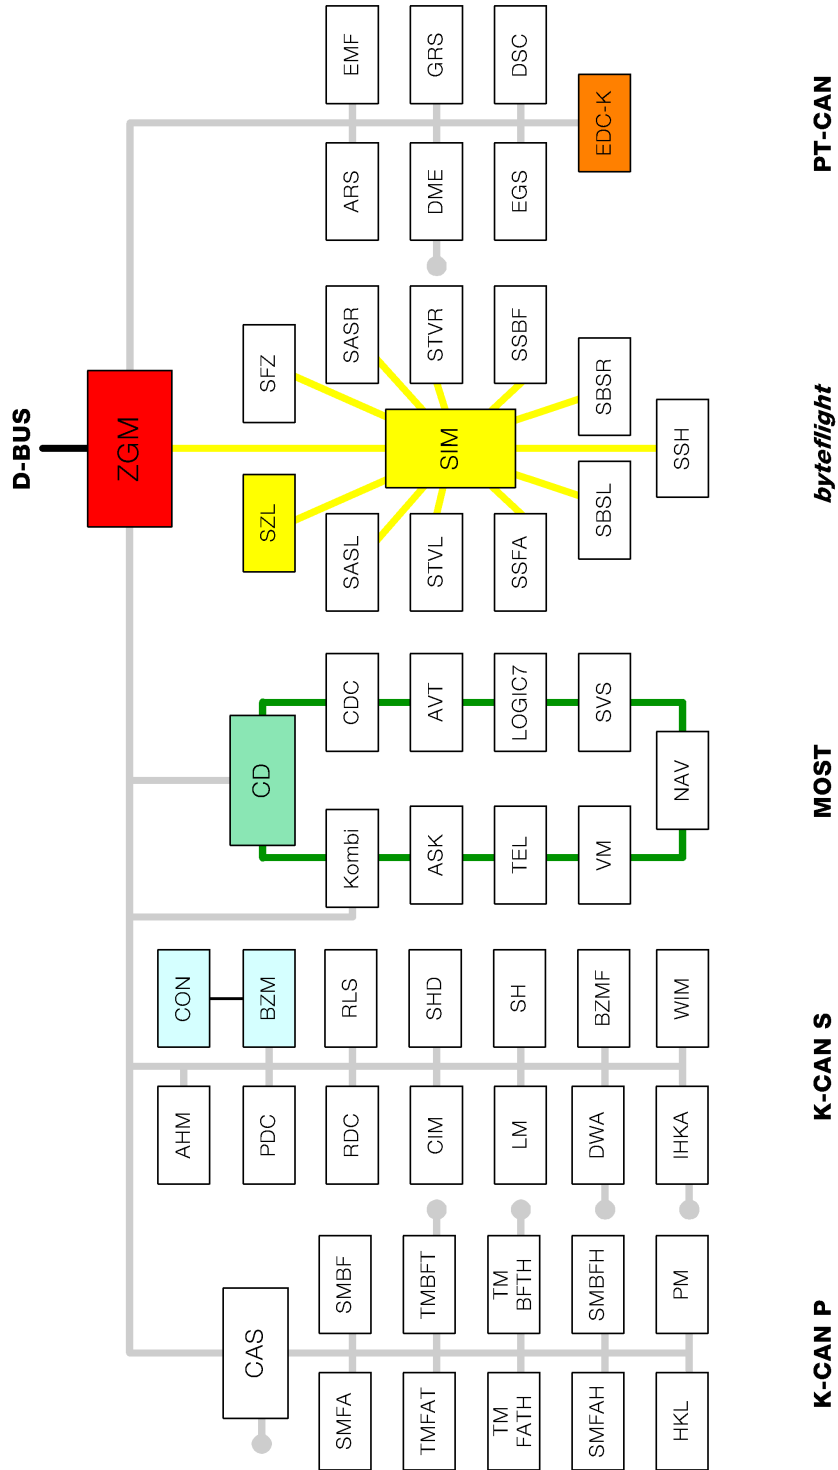 D-BUS
ZGM
AHM CON
CAS PDC BZM CD SZL SFZ
SMFA SMBF RDC RLS Kombi CDC SASL SASR ARS EMF
TMFAT TMBFT CIM SHD ASK AVT STVL STVR DME GRS
SIM
TM TM
FATH BFTH LM SH TEL LOGIC7 SSFA SSBF EGS DSC
SMFAH SMBFH DWA BZMF VM SVS SBSL SBSR EDC-K
HKL PM IHKA WIM NAV SSH
K-CAN P K-CAN S MOST byteflight PT-CAN